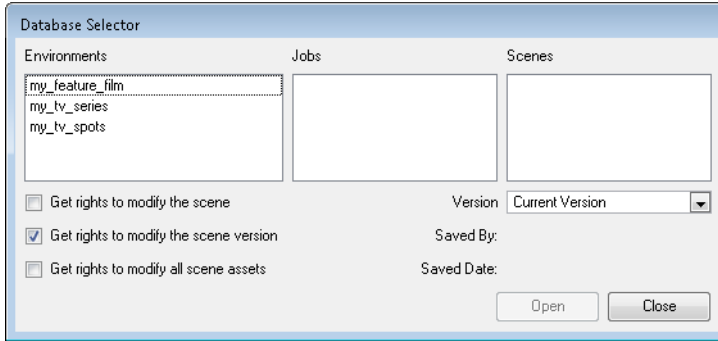 Database Selector
Environments Jobs Scenes
my_feature_film
my_tv_series
my_tv_spots
Get rights to modify the scene Version Current Version
Get rights to modify the scene version Saved By:
Get rights to modify all scene assets Saved Date:
Open Close